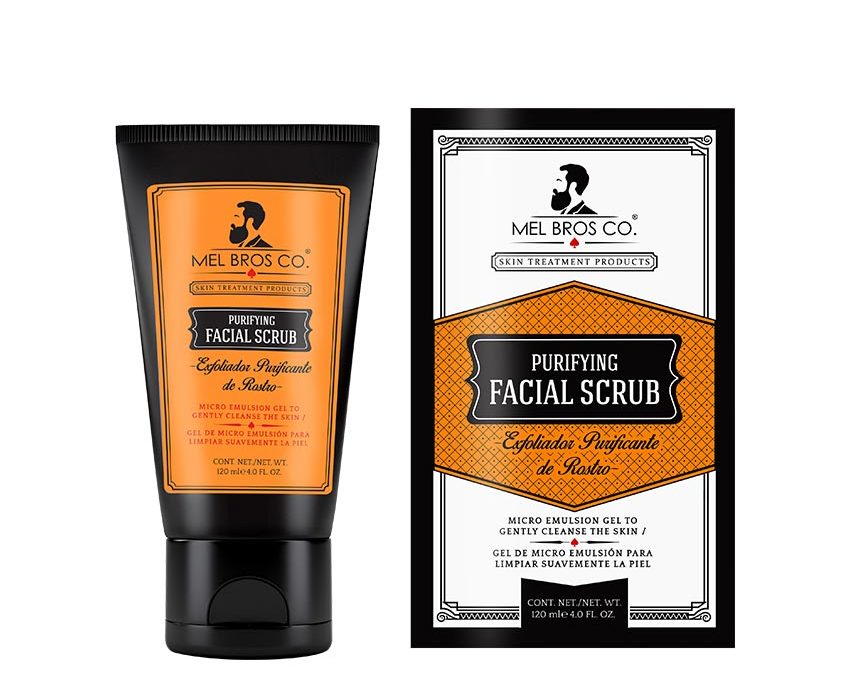 MEL BROS CO.®
SKIN TREATMENT PRODUCTS
PURIFYING
FACIAL SCRUB
-Exfoliador Purificante
de Rostro-
MICRO EMULSION GEL TO
GENTLY CLEANSE THE SKIN /
GEL DE MICRO EMULSIÓN PARA
LIMPIAR SUAVEMENTE LA PIEL
CONT. NET./NET. WT.
120 ml e 4.0 FL. OZ.
MEL BROS CO.®
SKIN TREATMENT PRODUCTS
PURIFYING
FACIAL SCRUB
-Exfoliador Purificante
de Rostro-
MICRO EMULSION GEL TO
GENTLY CLEANSE THE SKIN /
GEL DE MICRO EMULSIÓN PARA
LIMPIAR SUAVEMENTE LA PIEL
CONT. NET./NET. WT.
120 ml e 4.0 FL. OZ.